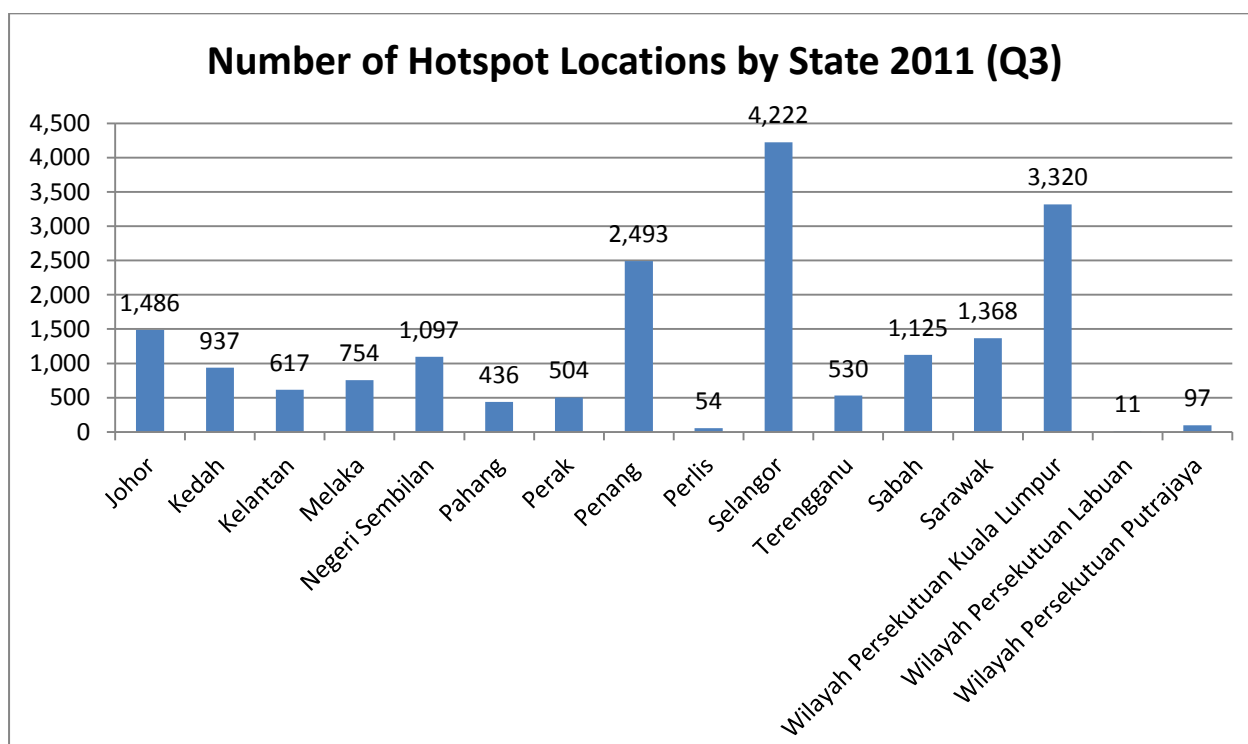 Number of Hotspot Locations by State 2011 (Q3)
4,500
4,000
3,500
3,000
2,500
2,000
1,500
1,000
500
0
1,486
937
617
754
1,097
436
504
2,493
54
4,222
530
1,125
1,368
3,320
11
97
Johor
Kedah
Kelantan
Melaka
Negeri Sembilan
Pahang
Perak
Penang
Perlis
Selangor
Terengganu
Sabah
Sarawak
Wilayah Persekutuan Kuala Lumpur
Wilayah Persekutuan Labuan
Wilayah Persekutuan Putrajaya